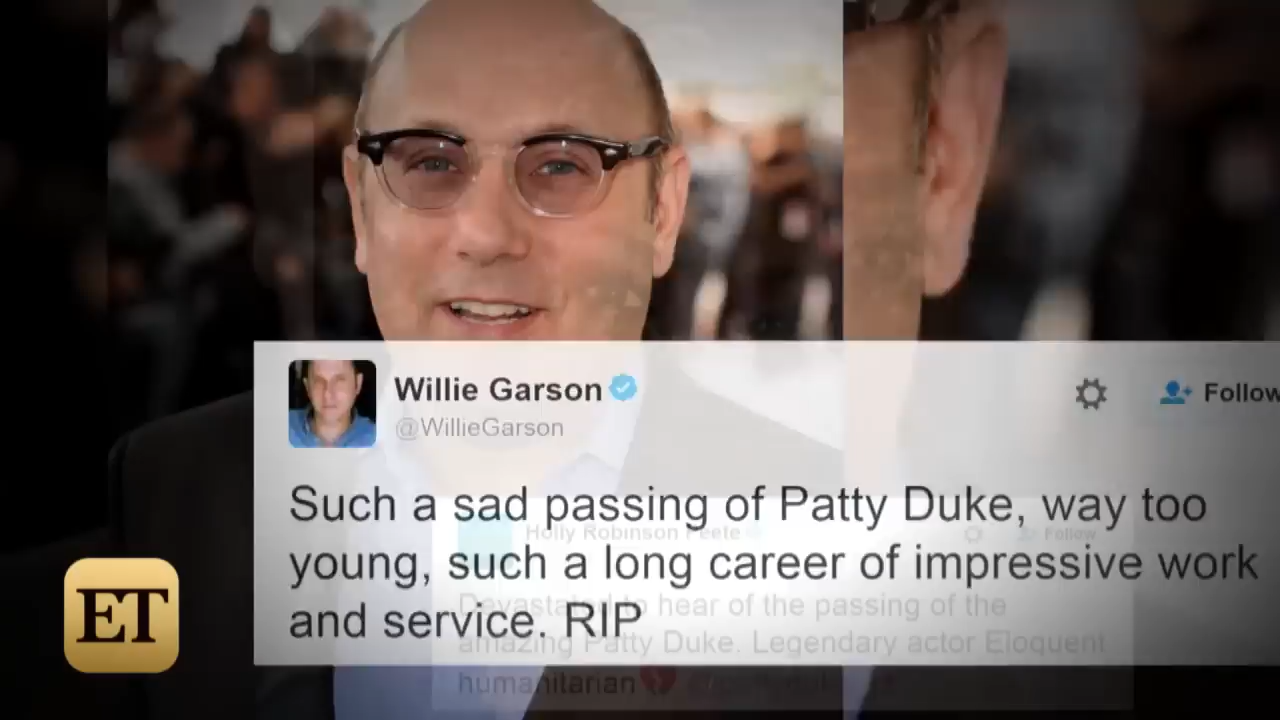 Willie Garson
@WillieGarson
Follow
Such a sad passing of Patty Duke, way too
young, such a long career of impressive work
and service. RIP
Holly Robinson Peete
Follow
Devastated to hear of the passing of the
amazing Patty Duke. Legendary actor Eloquent
humanitarian
ET